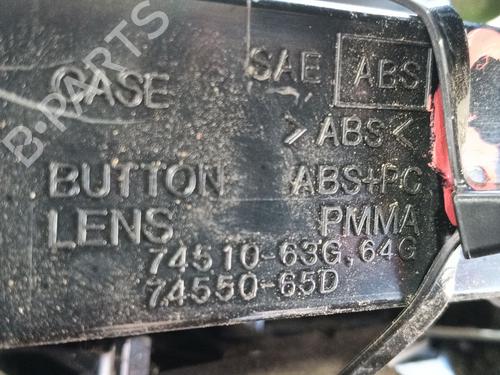 B-PARTS
SAE ABS
CASE >ABS<
BUTTON ABS+PC
LENS PMMA
74510-63G, 64G
74550-65D